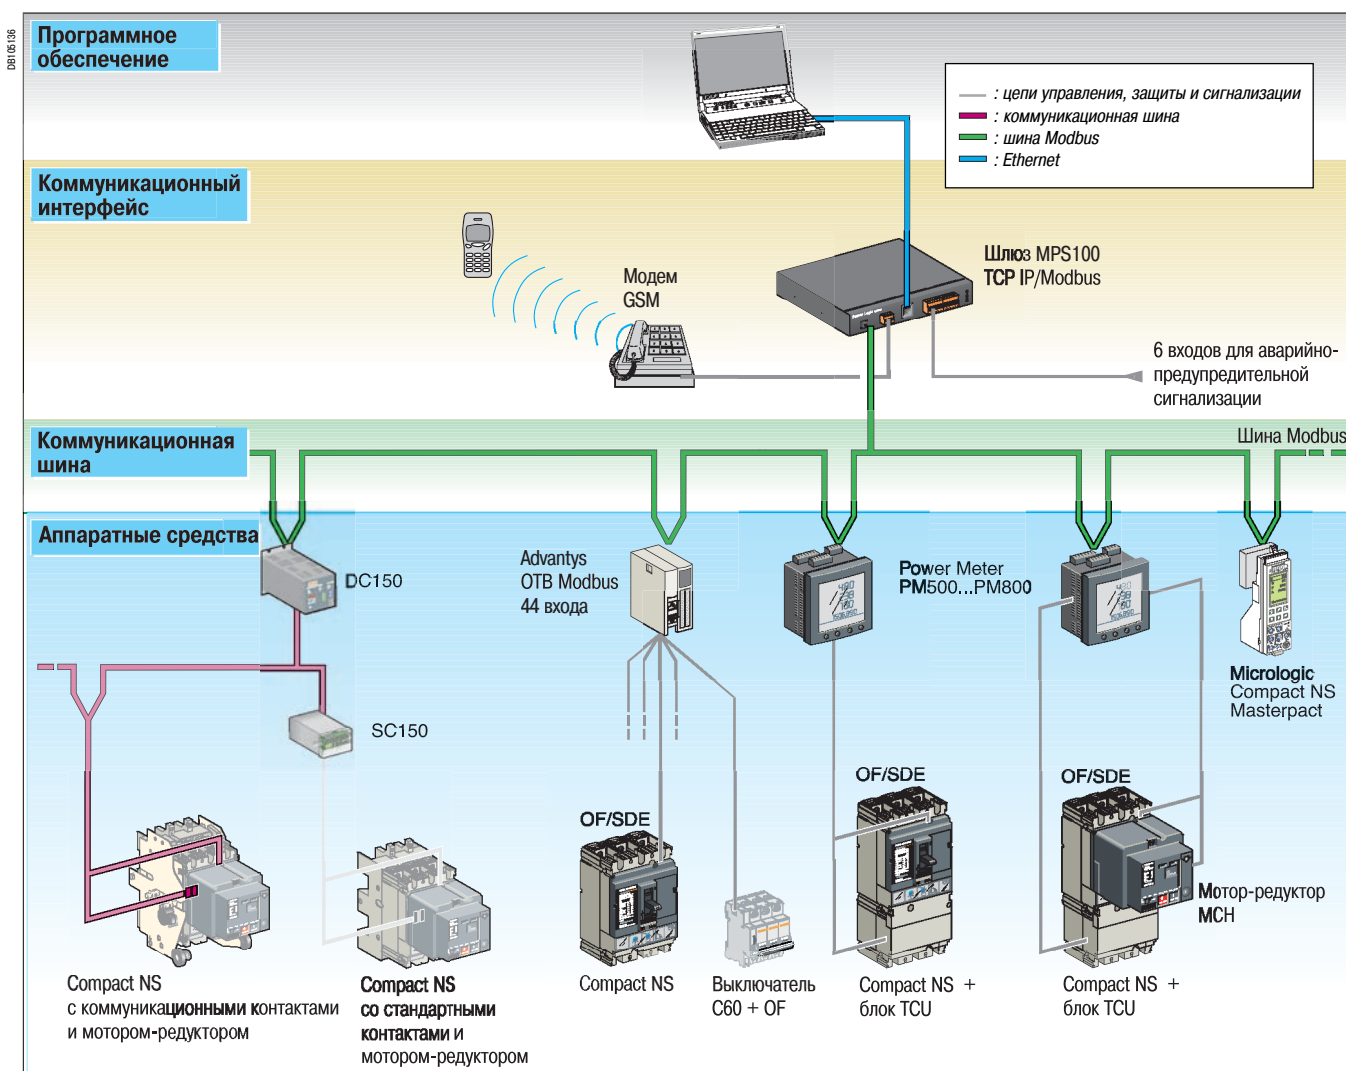 DB105136
Программное
обеспечение
: цепи управления, защиты и сигнализации
: коммуникационная шина
: шина Modbus
: Ethernet
Коммуникационный
интерфейс
Модем
GSM
Шлюз MPS100
TCP IP/Modbus
6 входов для аварийно-
предупредительной
сигнализации
Коммуникационная
шина
Шина Modbus
Аппаратные средства
DC150
Advantys
OTB Modbus
44 входа
Power Meter
PM500...PM800
Micrologic
Compact NS
Masterpact
SC150
OF/SDE
OF/SDE
OF/SDE
Мотор-редуктор
MCH
Compact NS
с коммуникационными контактами
и мотором-редуктором
Compact NS
со стандартными
контактами и
мотором-редуктором
Compact NS
Выключатель
C60 + OF
Compact NS +
блок TCU
Compact NS +
блок TCU